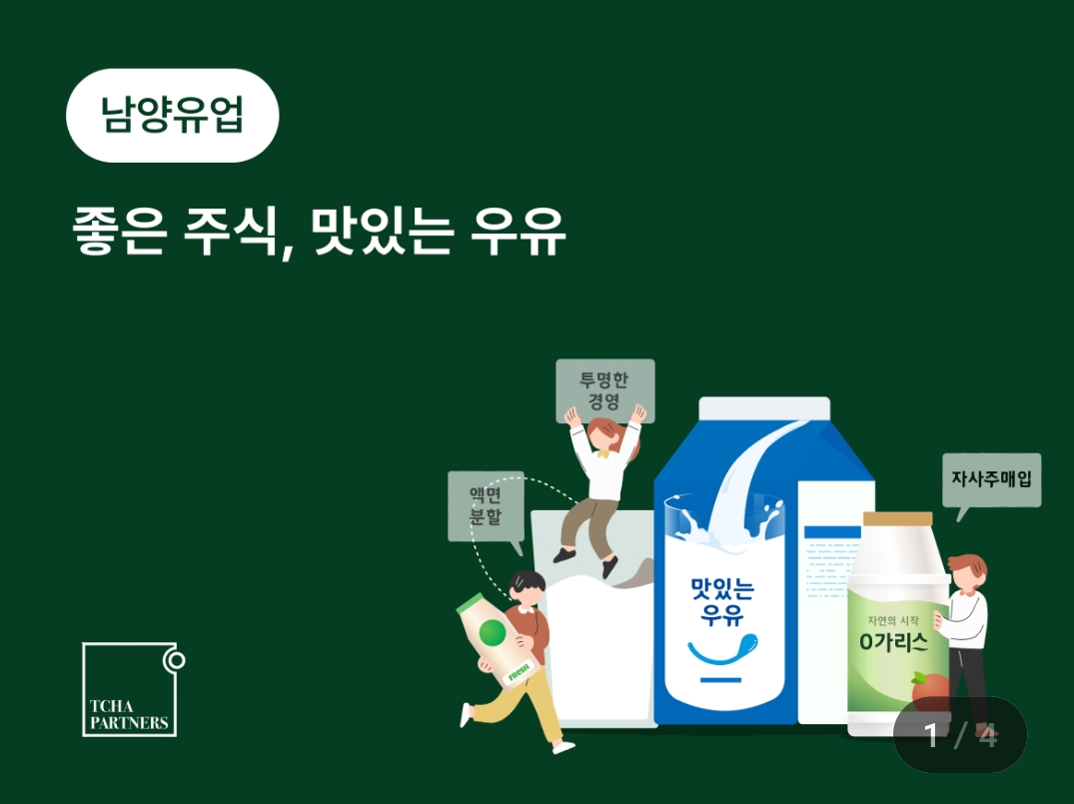 남양유업
좋은 주식, 맛있는 우유
투명한
경영
액면
분할
자사주매입
맛있는
우유
자연의 시작
O가리스
FRESH
TCHA
PARTNERS
1 / 4